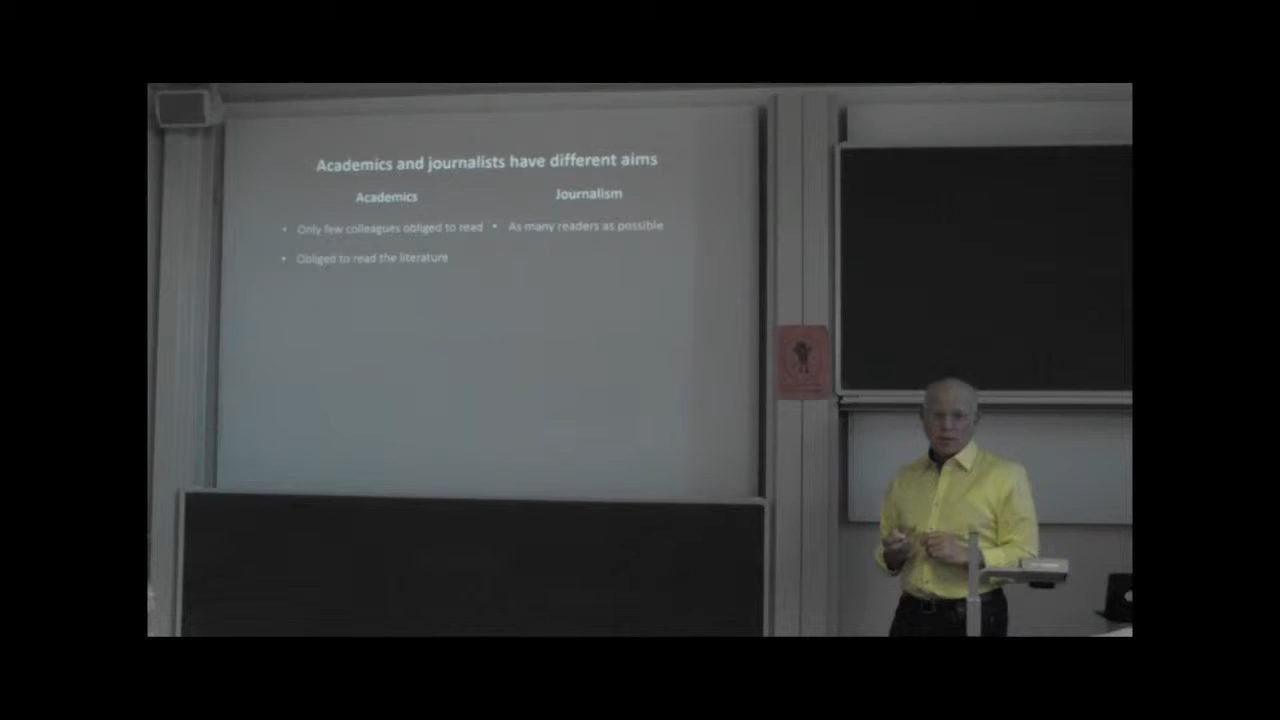 Academics and journalists have different aims
Academics
Journalism
• Only few colleagues obliged to read
• As many readers as possible
• Obliged to read the literature